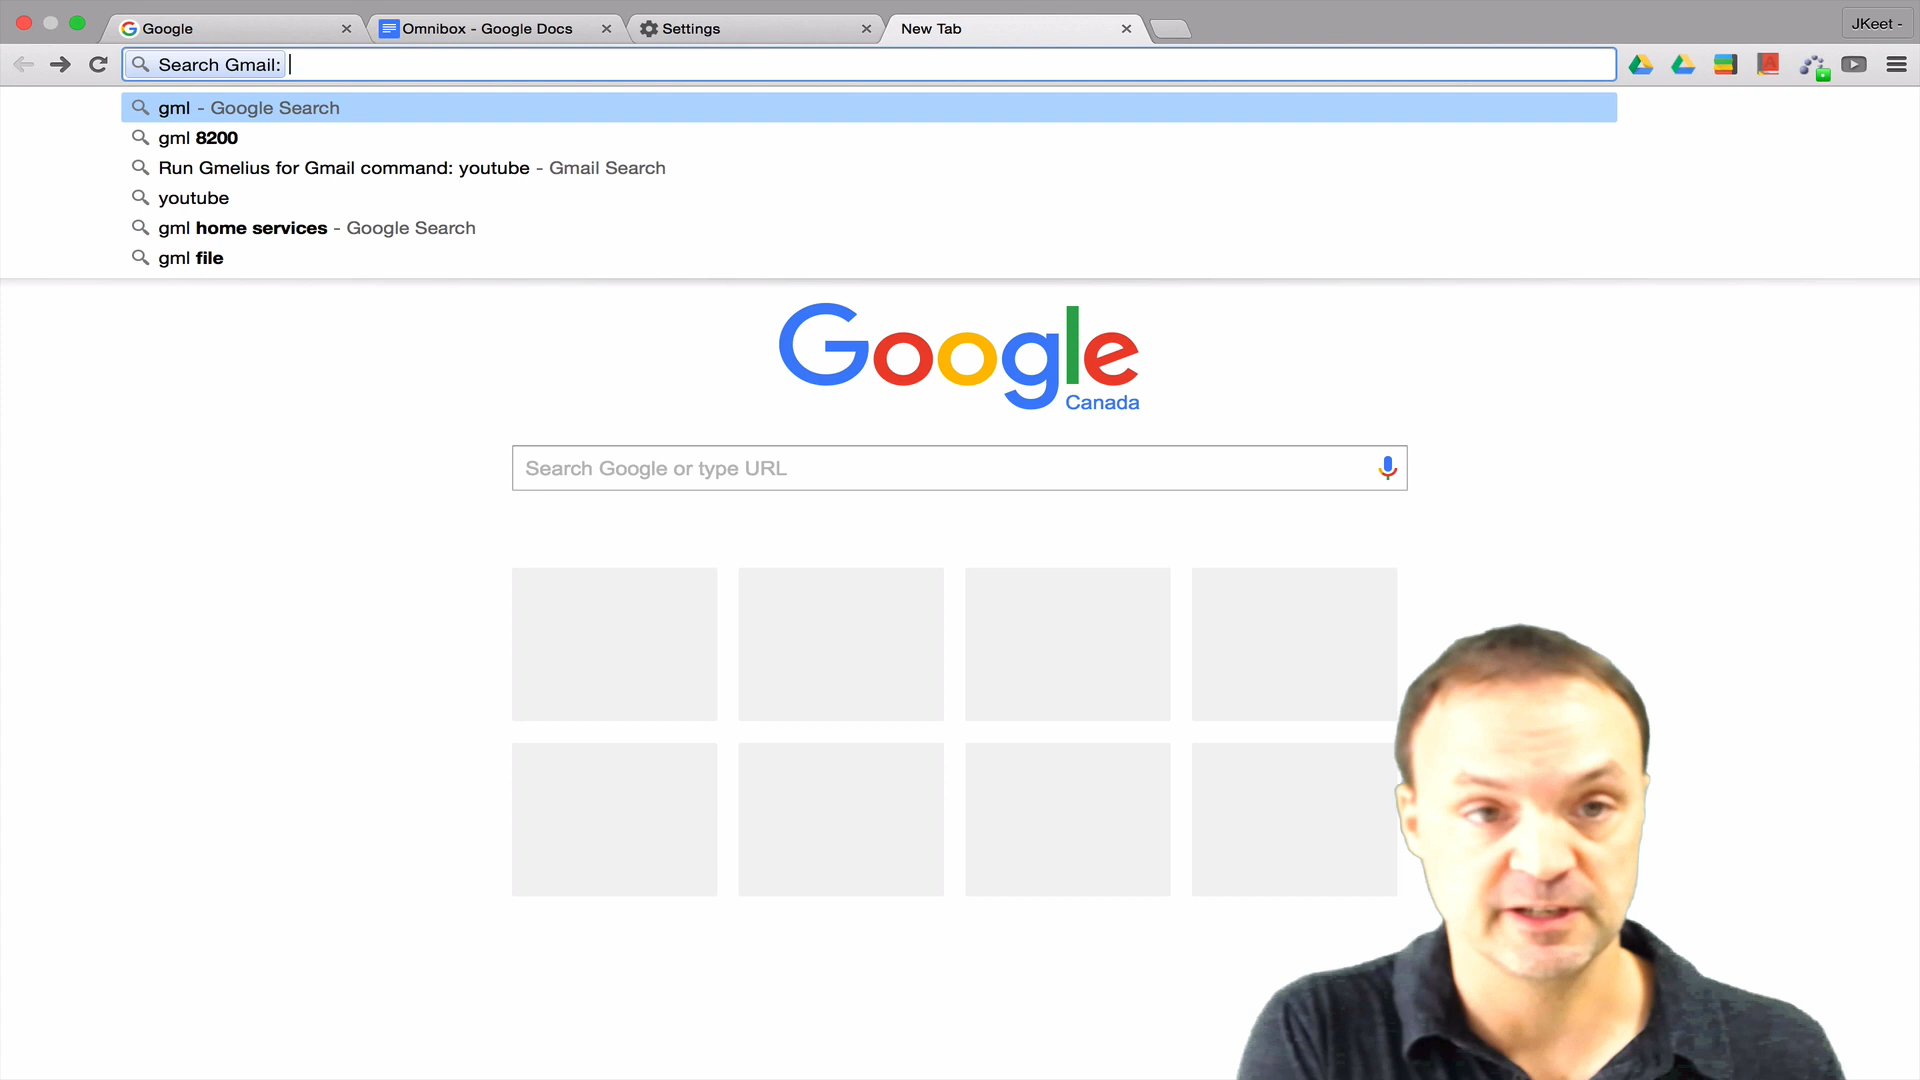 Google
Omnibox - Google Docs
Settings
New Tab
JKeet -
Search Gmail:
gml - Google Search
gml 8200
Run Gmelius for Gmail command: youtube - Gmail Search
youtube
gml home services - Google Search
gml file
Google
Canada
Search Google or type URL